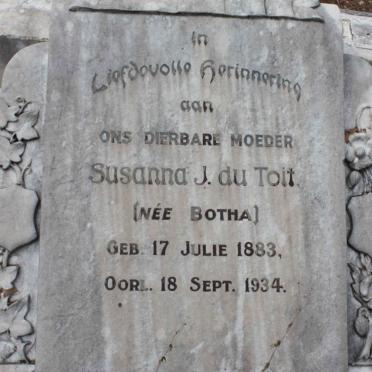 in
Liefdevolle Herinnering
aan
ONS DIERBARE MOEDER
Susanna J. du Toit.
(NÉE BOTHA)
GEB. 17 JULIE 1883,
OORL. 18 SEPT. 1934.